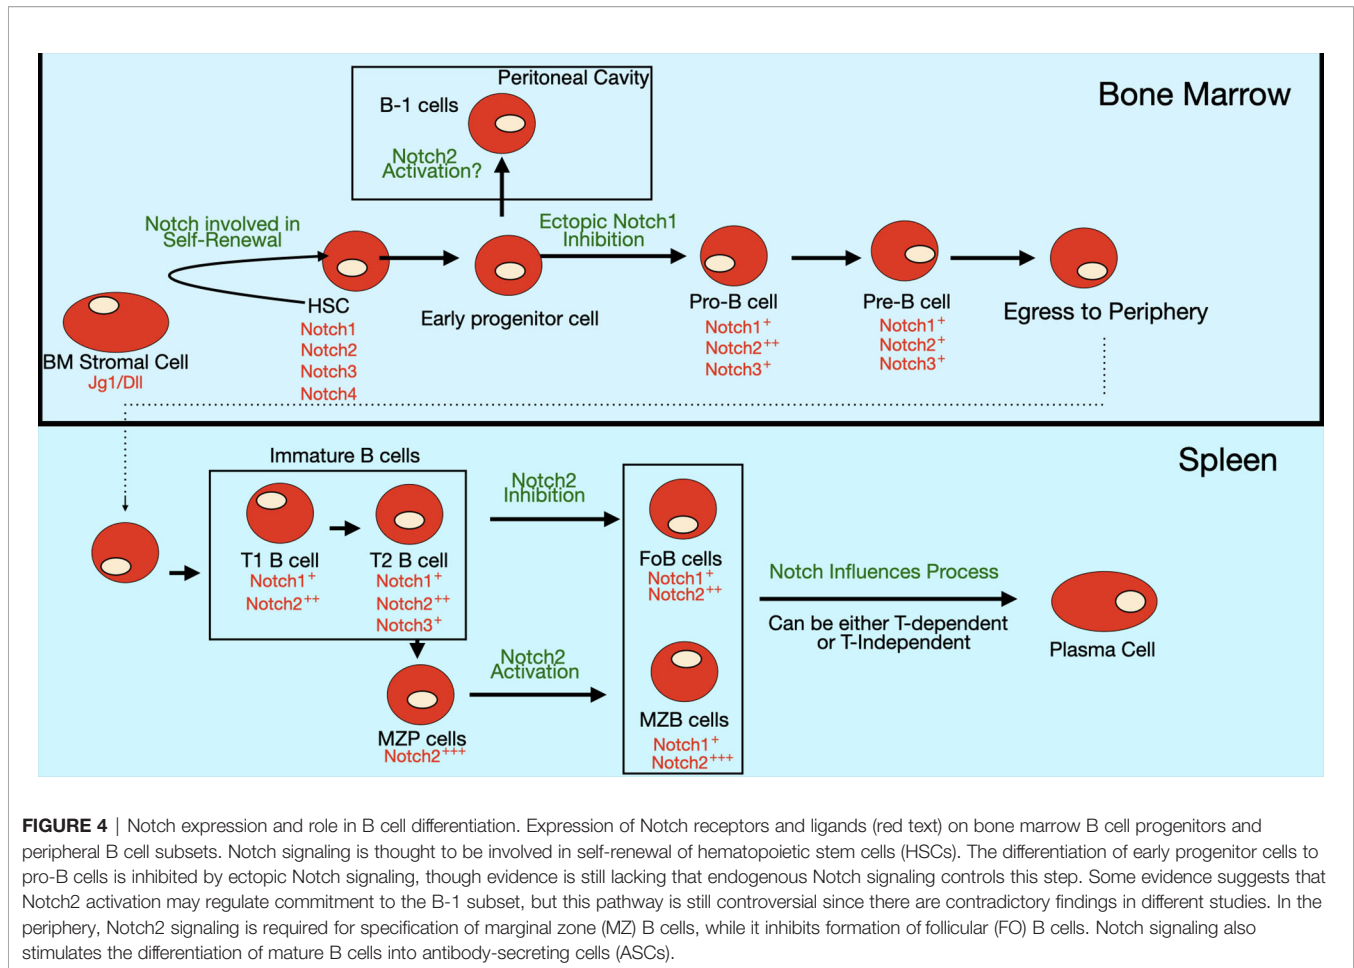 Peritoneal Cavity
B-1 cells
Notch2
Activation?
Bone Marrow
Notch involved in
Self-Renewal
Ectopic Notch1
Inhibition
HSC
Notch1
Notch2
Notch3
Notch4
Early progenitor cell
Pro-B cell
Notch1+
Notch2++
Notch3+
Pre-B cell
Notch1+
Notch2+
Notch3+
Egress to Periphery
BM Stromal Cell
Jg1/Dll
Spleen
Immature B cells
T1 B cell
Notch1+
Notch2++
T2 B cell
Notch1+
Notch2++
Notch3+
Notch2
Inhibition
FoB cells
Notch1+
Notch2++
MZP cells
Notch2+++
Notch2
Activation
MZB cells
Notch1+
Notch2+++
Notch Influences Process
Can be either T-dependent
or T-Independent
Plasma Cell
FIGURE 4 | Notch expression and role in B cell differentiation. Expression of Notch receptors and ligands (red text) on bone marrow B cell progenitors and
peripheral B cell subsets. Notch signaling is thought to be involved in self-renewal of hematopoietic stem cells (HSCs). The differentiation of early progenitor cells to
pro-B cells is inhibited by ectopic Notch signaling, though evidence is still lacking that endogenous Notch signaling controls this step. Some evidence suggests that
Notch2 activation may regulate commitment to the B-1 subset, but this pathway is still controversial since there are contradictory findings in different studies. In the
periphery, Notch2 signaling is required for specification of marginal zone (MZ) B cells, while it inhibits formation of follicular (FO) B cells. Notch signaling also
stimulates the differentiation of mature B cells into antibody-secreting cells (ASCs).